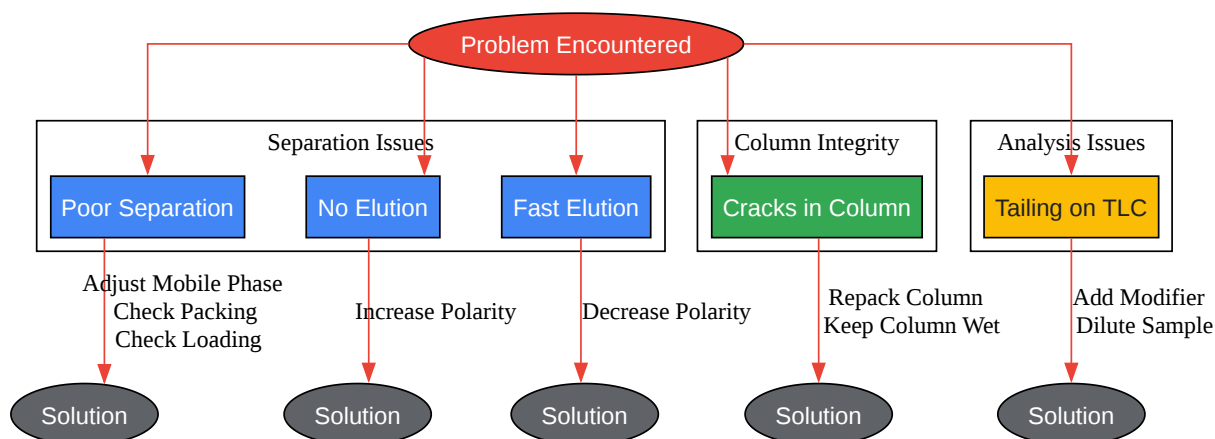 Problem Encountered
Separation Issues
Column Integrity
Analysis Issues
Poor Separation
No Elution
Fast Elution
Cracks in Column
Tailing on TLC
Adjust Mobile Phase
Check Packing
Check Loading
Increase Polarity
Decrease Polarity
Repack Column
Keep Column Wet
Add Modifier
Dilute Sample
Solution
Solution
Solution
Solution
Solution